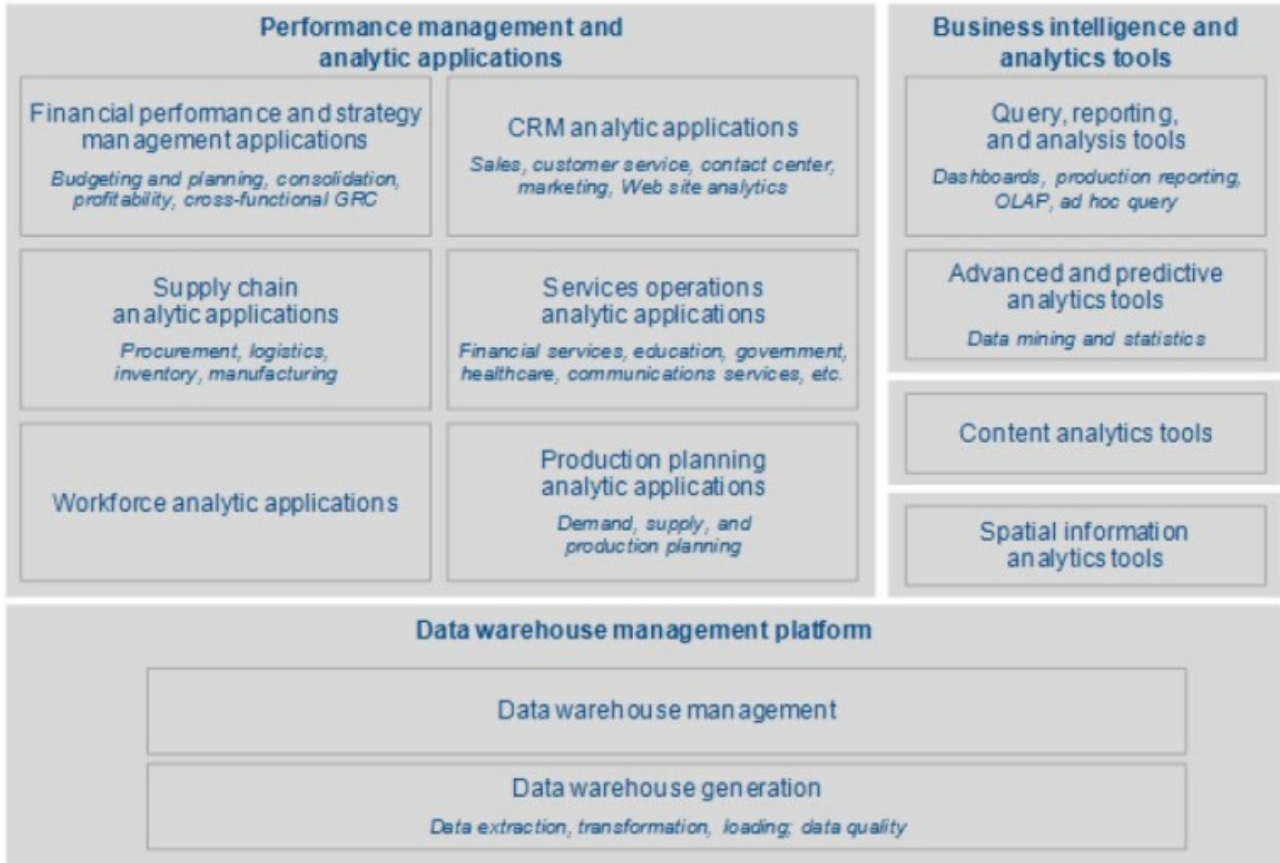 Performance management and
analytic applications
Financial performance and strategy
management applications
Budgeting and planning, consolidation,
profitability, cross-functional GRC
CRM analytic applications
Sales, customer service, contact center,
marketing, Web site analytics
Supply chain
analytic applications
Procurement, logistics,
inventory, manufacturing
Services operations
analytic applications
Financial services, education, government,
healthcare, communications services, etc.
Workforce analytic applications
Production planning
analytic applications
Demand, supply, and
production planning
Business intelligence and
analytics tools
Query, reporting,
and analysis tools
Dashboards, production reporting,
OLAP, ad hoc query
Advanced and predictive
analytics tools
Data mining and statistics
Content analytics tools
Spatial information
analytics tools
Data warehouse management platform
Data warehouse management
Data warehouse generation
Data extraction, transformation, loading; data quality